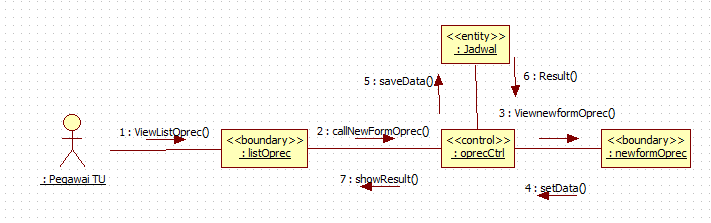 <<entity>>
: Jadwal
5 : saveData()
6 : Result()
3 : ViewnewformOprec()
1 : ViewListOprec()
2 : callNewFormOprec()
<<boundary>>
: listOprec
<<control>>
: oprecCtrl
<<boundary>>
: newformOprec
: Pegawai TU
7 : showResult()
4 : setData()